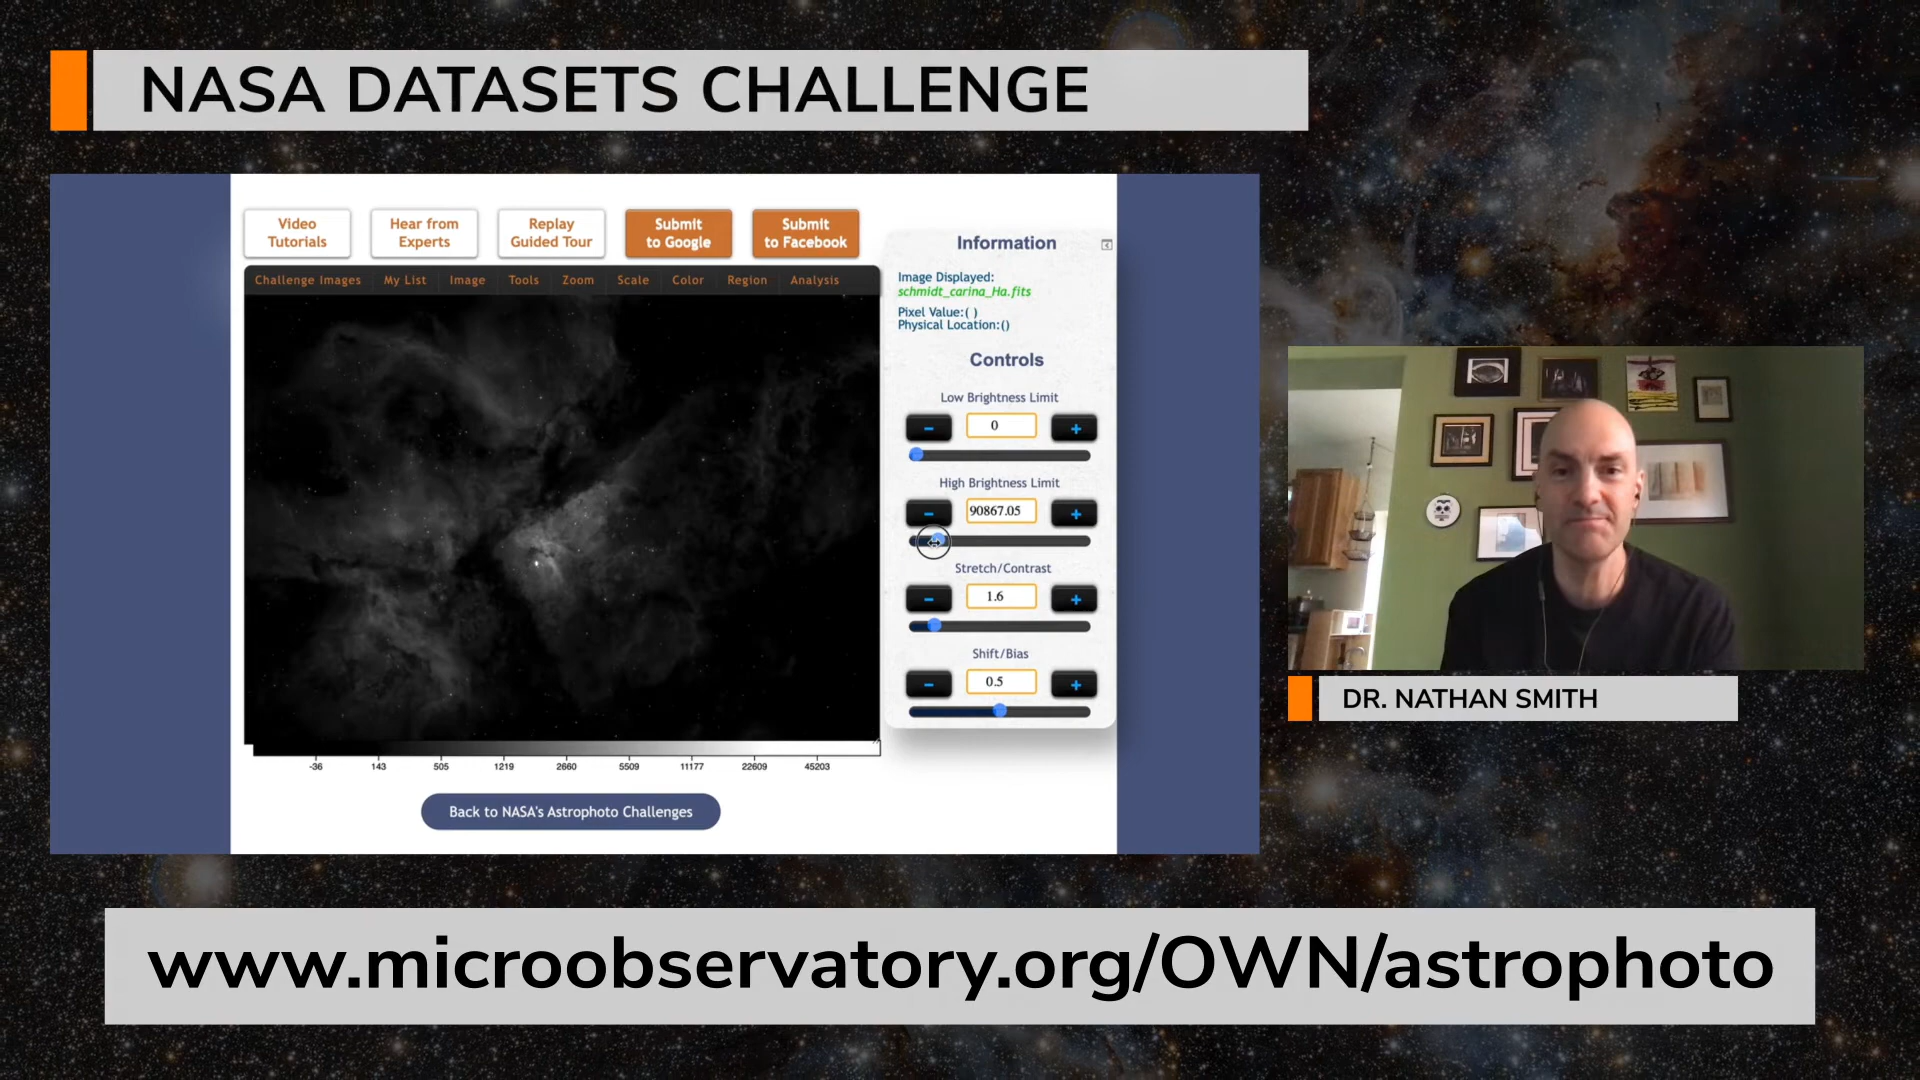 NASA DATASETS CHALLENGE
Video
Tutorials
Hear from
Experts
Replay
Guided Tour
Submit
to Google
Submit
to Facebook
Challenge Images My List Image Tools Zoom Scale Color Region Analysis
Information
Image Displayed:
schmidt_carina_Ha.fits
Pixel Value:( )
Physical Location:()
Controls
Low Brightness Limit
- 0 +
High Brightness Limit
- 90867.05 +
Stretch/Contrast
- 1.6 +
Shift/Bias
- 0.5 +
-36 143 505 1219 2660 5509 11177 22609 45203
Back to NASA's Astrophoto Challenges
DR. NATHAN SMITH
www.microobservatory.org/OWN/astrophoto